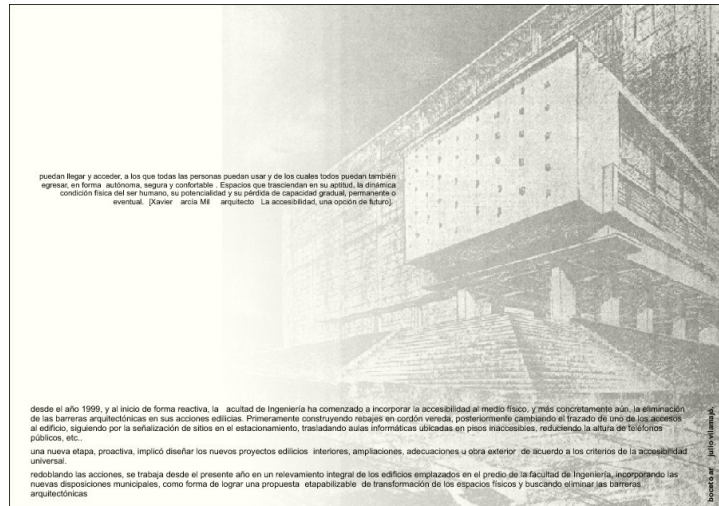 puedan llegar y acceder, a los que todas las personas puedan usar y de los cuales todos puedan también
egresar, en forma autónoma, segura y confortable . Espacios que trasciendan en su aptitud, la dinámica
condición física del ser humano, su potencialidad y su pérdida de capacidad gradual, permanente o
eventual. [Xavier arcía Mil arquitecto La accesibilidad, una opción de futuro].
desde el año 1999, y al inicio de forma reactiva, la acultad de Ingeniería ha comenzado a incorporar la accesibilidad al medio físico, y más concretamente aún, la eliminación
de las barreras arquitectónicas en sus acciones edilicias. Primeramente construyendo rebajes en cordón vereda, posteriormente cambiando el trazado de uno de los accesos
al edificio, siguiendo por la señalización de sitios en el estacionamiento, trasladando aulas informáticas ubicadas en pisos inaccesibles, reduciendo la altura de teléfonos
públicos, etc..
una nueva etapa, proactiva, implicó diseñar los nuevos proyectos edilicios interiores, ampliaciones, adecuaciones u obra exterior de acuerdo a los criterios de la accesibilidad
universal.
redoblando las acciones, se trabaja desde el presente año en un relevamiento integral de los edificios emplazados en el predio de la facultad de Ingeniería, incorporando las
nuevas disposiciones municipales, como forma de lograr una propuesta etapabilizable de transformación de los espacios físicos y buscando eliminar las barreras
arquitectónicas
boceto ar julio vilamajó.